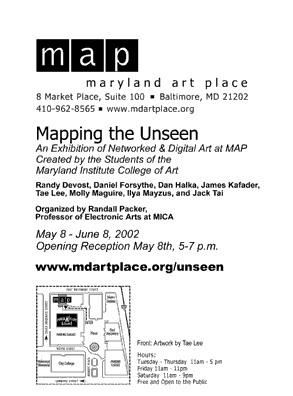 map
maryland art place
8 Market Place, Suite 100 ■ Baltimore, MD 21202
410-962-8565 ■ www.mdartplace.org
Mapping the Unseen
An Exhibition of Networked & Digital Art at MAP
Created by the Students of the
Maryland Institute College of Art
Randy Devost, Daniel Forsythe, Dan Halka, James Kafader,
Tae Lee, Molly Maguire, Ilya Mayzus, and Jack Tai
Organized by Randall Packer,
Professor of Electronic Arts at MICA
May 8 - June 8, 2002
Opening Reception May 8th, 5-7 p.m.
www.mdartplace.org/unseen
map
Front: Artwork by Tae Lee
Hours:
Tuesday - Thursday 11am - 5 pm
Friday 11am - 11pm
Saturday 11am - 9pm
Free and Open to the Public